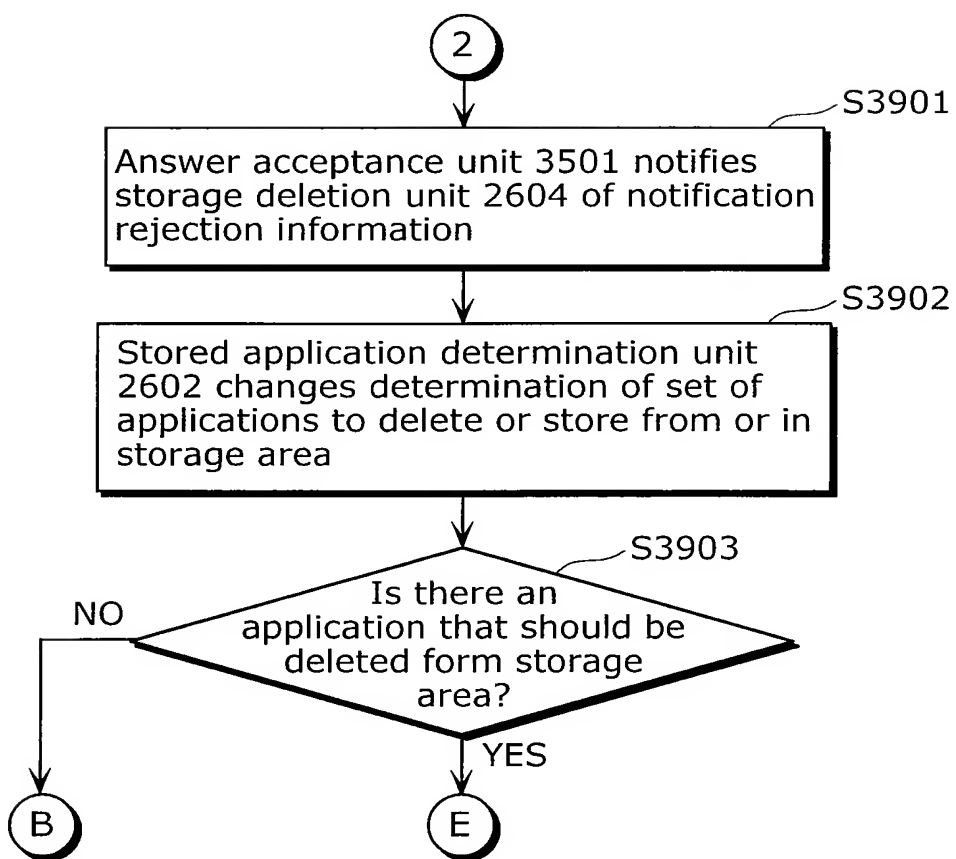 2
S3901
Answer acceptance unit 3501 notifies
storage deletion unit 2604 of notification
rejection information
S3902
Stored application determination unit
2602 changes determination of set of
applications to delete or store from or in
storage area
S3903
Is there an
application that should be
deleted form storage
area?
NO
YES
B
E